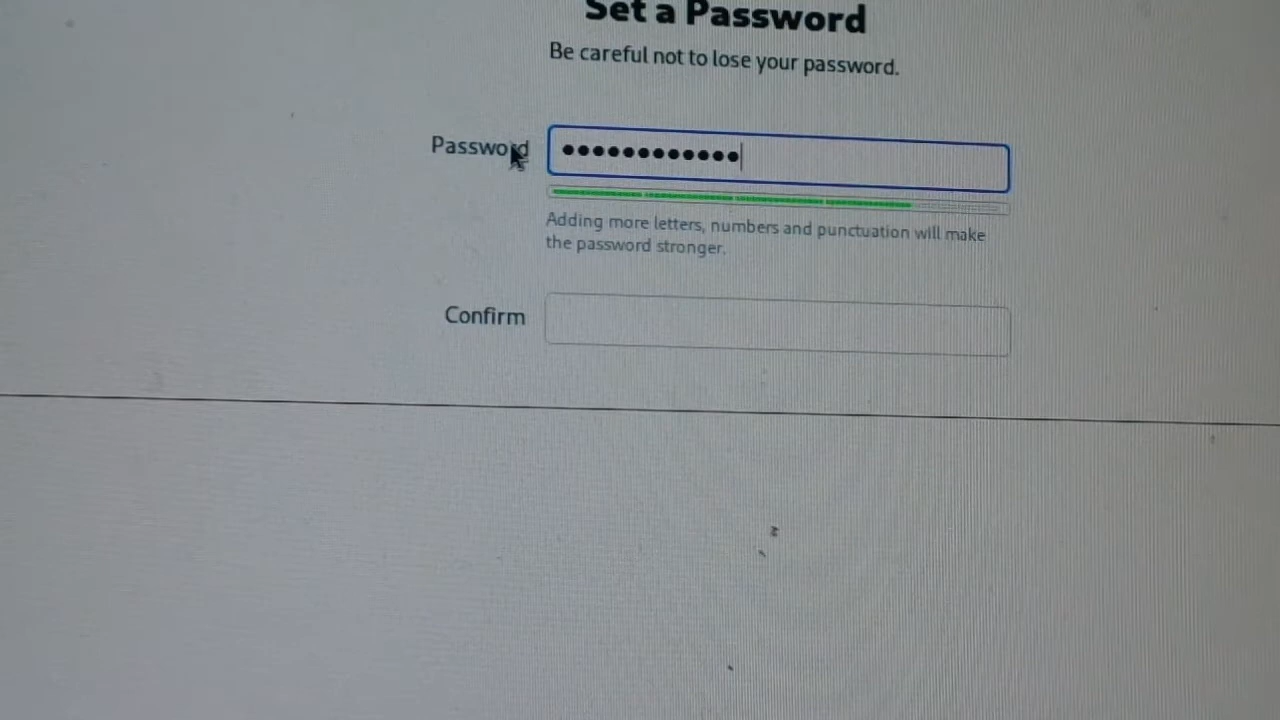 Set a Password
Be careful not to lose your password.
Password
●●●●●●●●●●●●
Adding more letters, numbers and punctuation will make
the password stronger.
Confirm